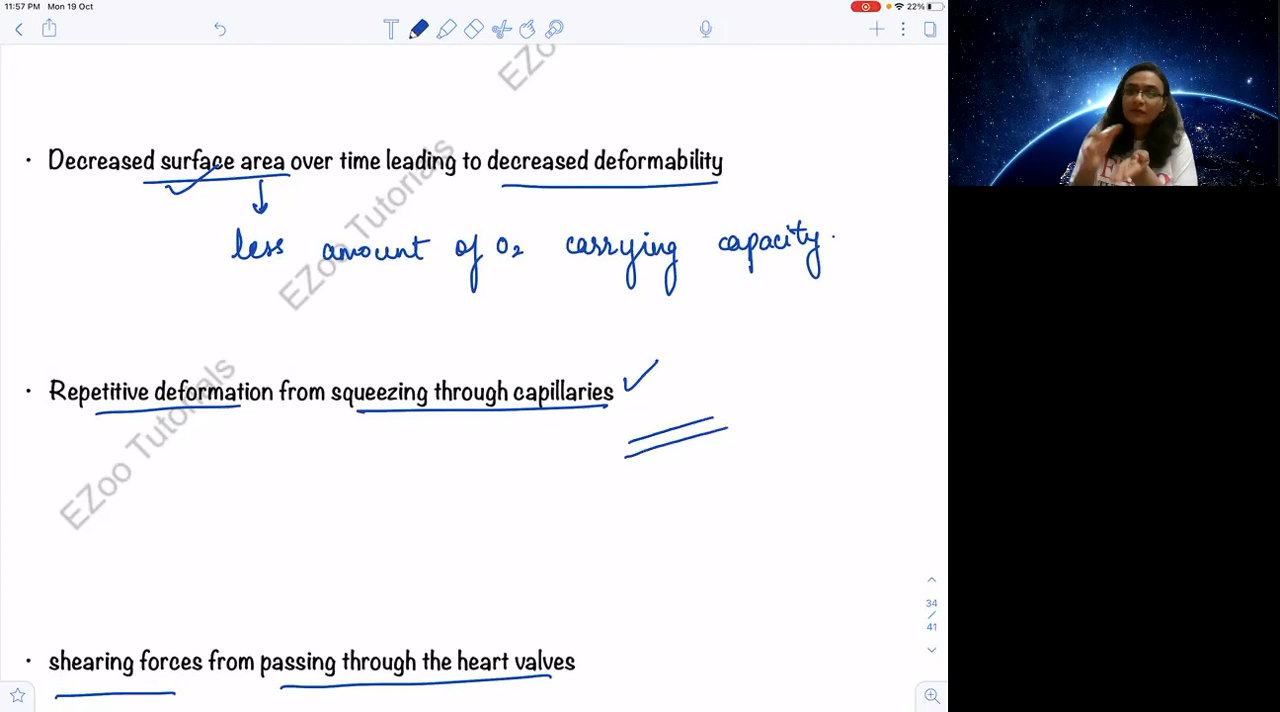 11:57 PM Mon 19 Oct
22%
EZoo
· Decreased surface area over time leading to decreased deformability
less amount of O₂ carrying capacity.
EZoo Tutorials
· Repetitive deformation from squeezing through capillaries
EZoo Tutorials
34
/
41
· shearing forces from passing through the heart valves